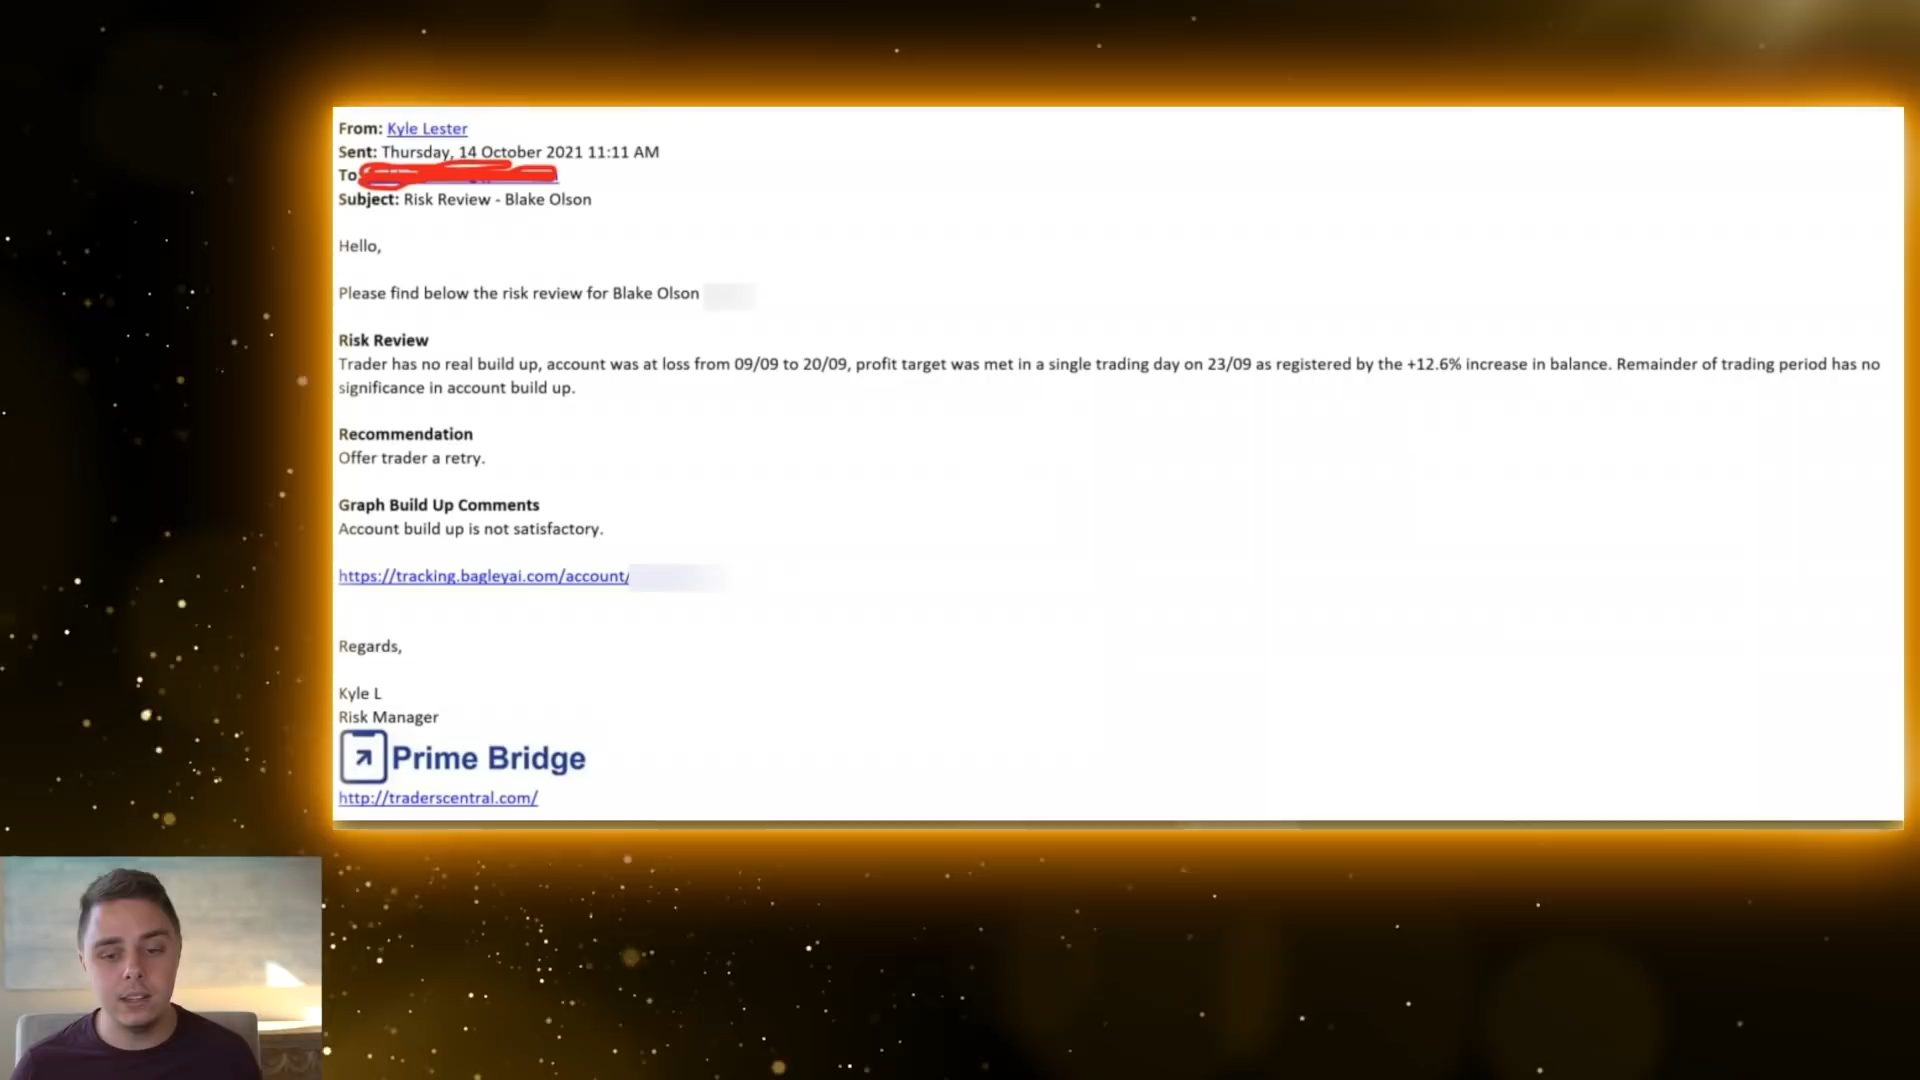 From: Kyle Lester
Sent: Thursday, 14 October 2021 11:11 AM
To
Subject: Risk Review - Blake Olson
Hello,
Please find below the risk review for Blake Olson
Risk Review
Trader has no real build up, account was at loss from 09/09 to 20/09, profit target was met in a single trading day on 23/09 as registered by the +12.6% increase in balance. Remainder of trading period has no
significance in account build up.
Recommendation
Offer trader a retry.
Graph Build Up Comments
Account build up is not satisfactory.
https://tracking.bagleyai.com/account/
Regards,
Kyle L
Risk Manager
Prime Bridge
http://traderscentral.com/